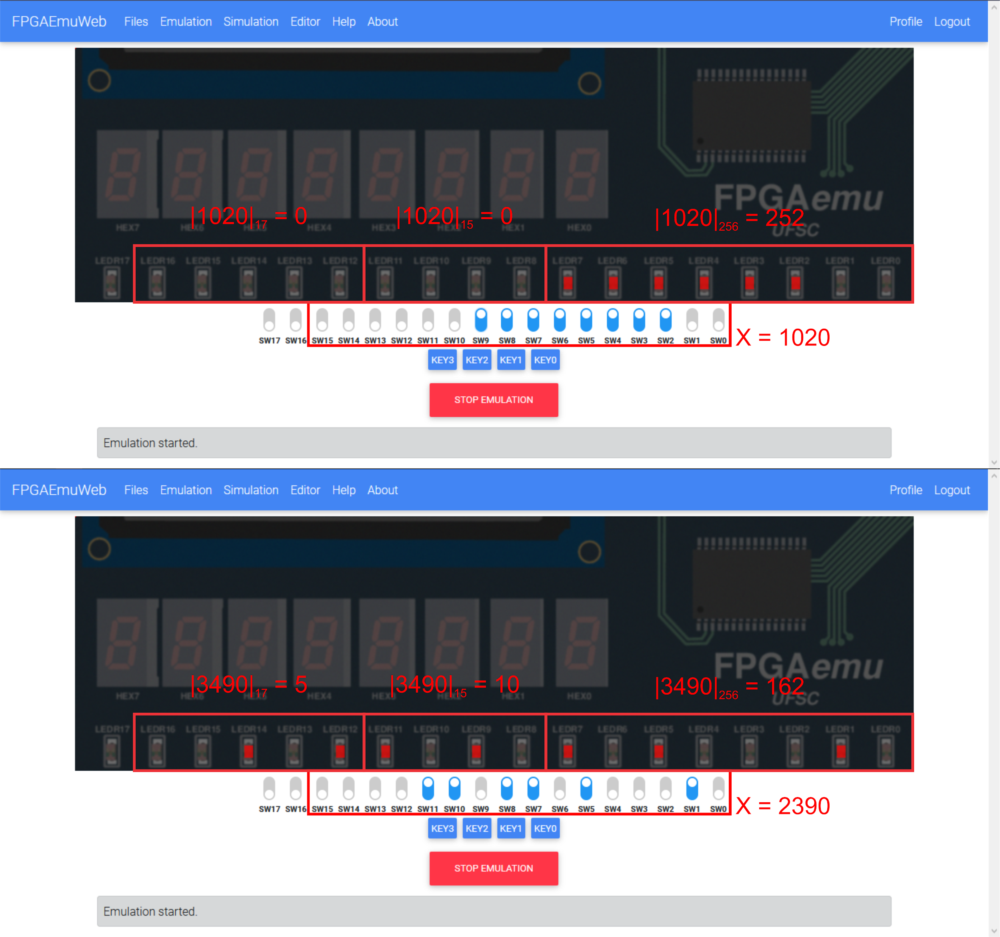 FPGAEmuWeb Files Emulation Simulation Editor Help About Profile Logout
FPGAemu
|1020|17 = 0 |1020|15 = 0 |1020|256 = 252
HEX7 HEX6 HEX5 HEX4 HEX3 HEX2 HEX1 HEX0 UFSC
LEDR17 LEDR16 LEDR15 LEDR14 LEDR13 LEDR12 LEDR11 LEDR10 LEDR9 LEDR8 LEDR7 LEDR6 LEDR5 LEDR4 LEDR3 LEDR2 LEDR1 LEDR0
SW17 SW16 SW15 SW14 SW13 SW12 SW11 SW10 SW9 SW8 SW7 SW6 SW5 SW4 SW3 SW2 SW1 SW0 X = 1020
KEY3 KEY2 KEY1 KEY0
STOP EMULATION
Emulation started.
FPGAEmuWeb Files Emulation Simulation Editor Help About Profile Logout
FPGAemu
|3490|17 = 5 |3490|15 = 10 |3490|256 = 162
HEX7 HEX6 HEX5 HEX4 HEX3 HEX2 HEX1 HEX0 UFSC
LEDR17 LEDR16 LEDR15 LEDR14 LEDR13 LEDR12 LEDR11 LEDR10 LEDR9 LEDR8 LEDR7 LEDR6 LEDR5 LEDR4 LEDR3 LEDR2 LEDR1 LEDR0
SW17 SW16 SW15 SW14 SW13 SW12 SW11 SW10 SW9 SW8 SW7 SW6 SW5 SW4 SW3 SW2 SW1 SW0 X = 2390
KEY3 KEY2 KEY1 KEY0
STOP EMULATION
Emulation started.